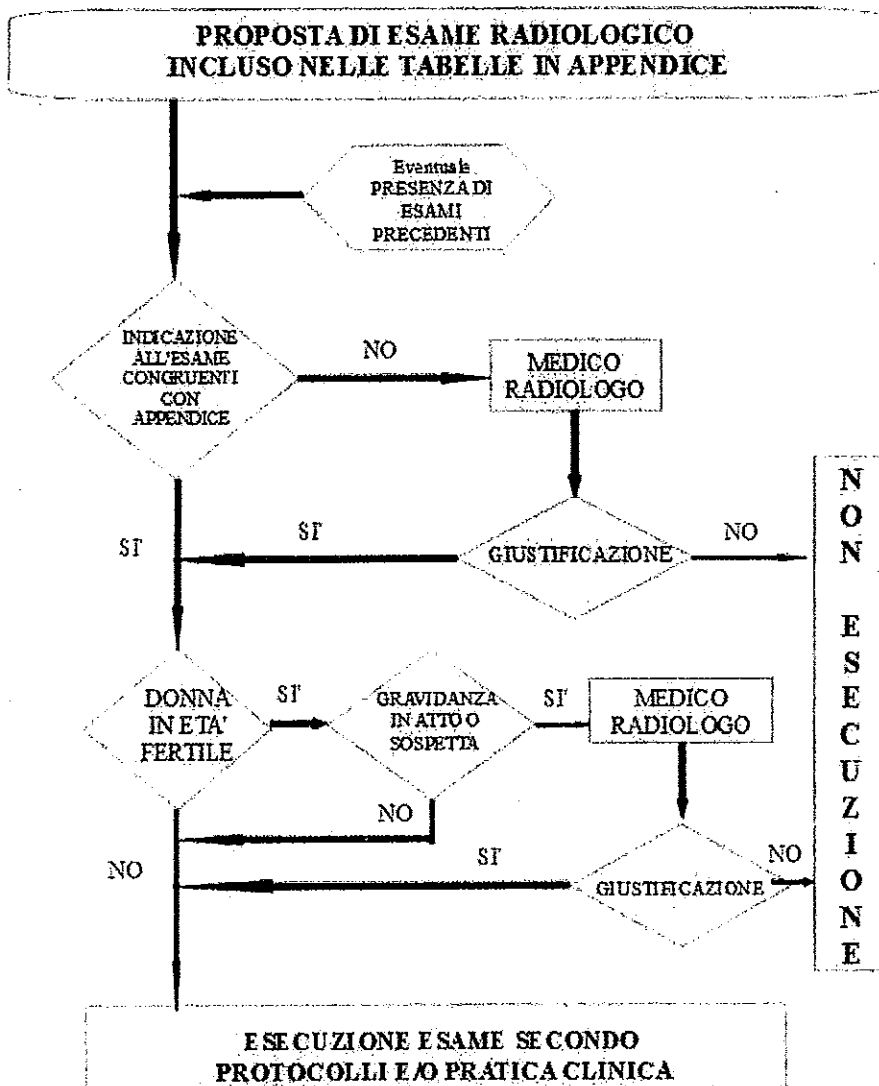 PROPOSTA DI ESAME RADIOLOGICO
INCLUSO NELLE TABELLE IN APPENDICE
Eventuale
PRESENZA DI
ESAMI
PRECEDENTI
INDICAZIONE
ALL'ESAME
CONGRUENTI
CON
APPENDICE
NO
MEDICO
RADIOLOGO
SI'
SI'
GIUSTIFICAZIONE
NO
NON ESECUZIONE
DONNA
IN ETA'
FERTILE
SI'
GRAVIDANZA
IN ATTO O
SOSPETTA
SI'
MEDICO
RADIOLOGO
NO
NO
SI'
GIUSTIFICAZIONE
NO
ESECUZIONE ESAME SECONDO
PROTOCOLLI E/O PRATICA CLINICA